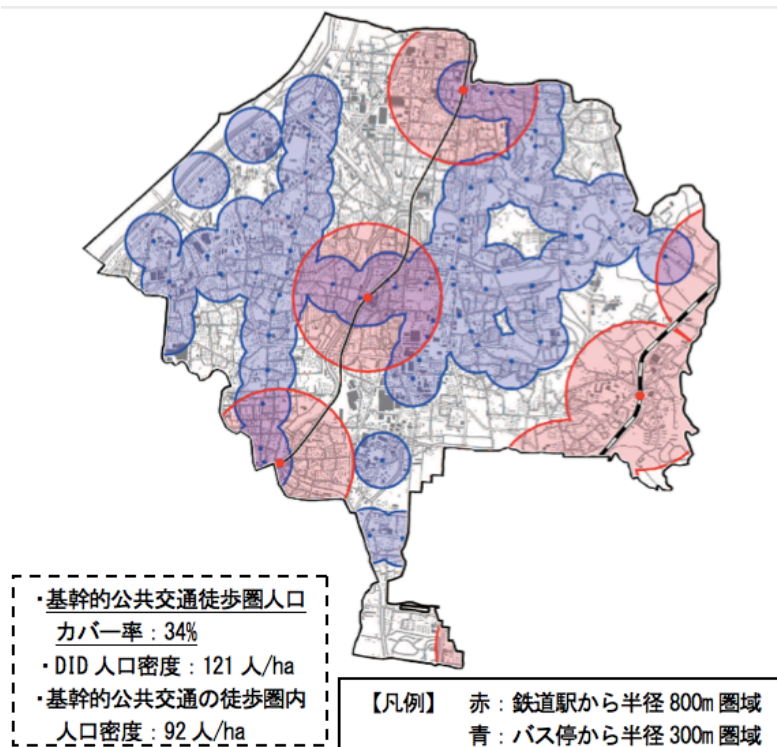 ・基幹的公共交通徒歩圏人口
カバー率：34%
・DID 人口密度：121 人/ha
・基幹的公共交通の徒歩圏内
人口密度：92 人/ha
【凡例】 赤：鉄道駅から半径 800m 圏域
青：バス停から半径 300m 圏域